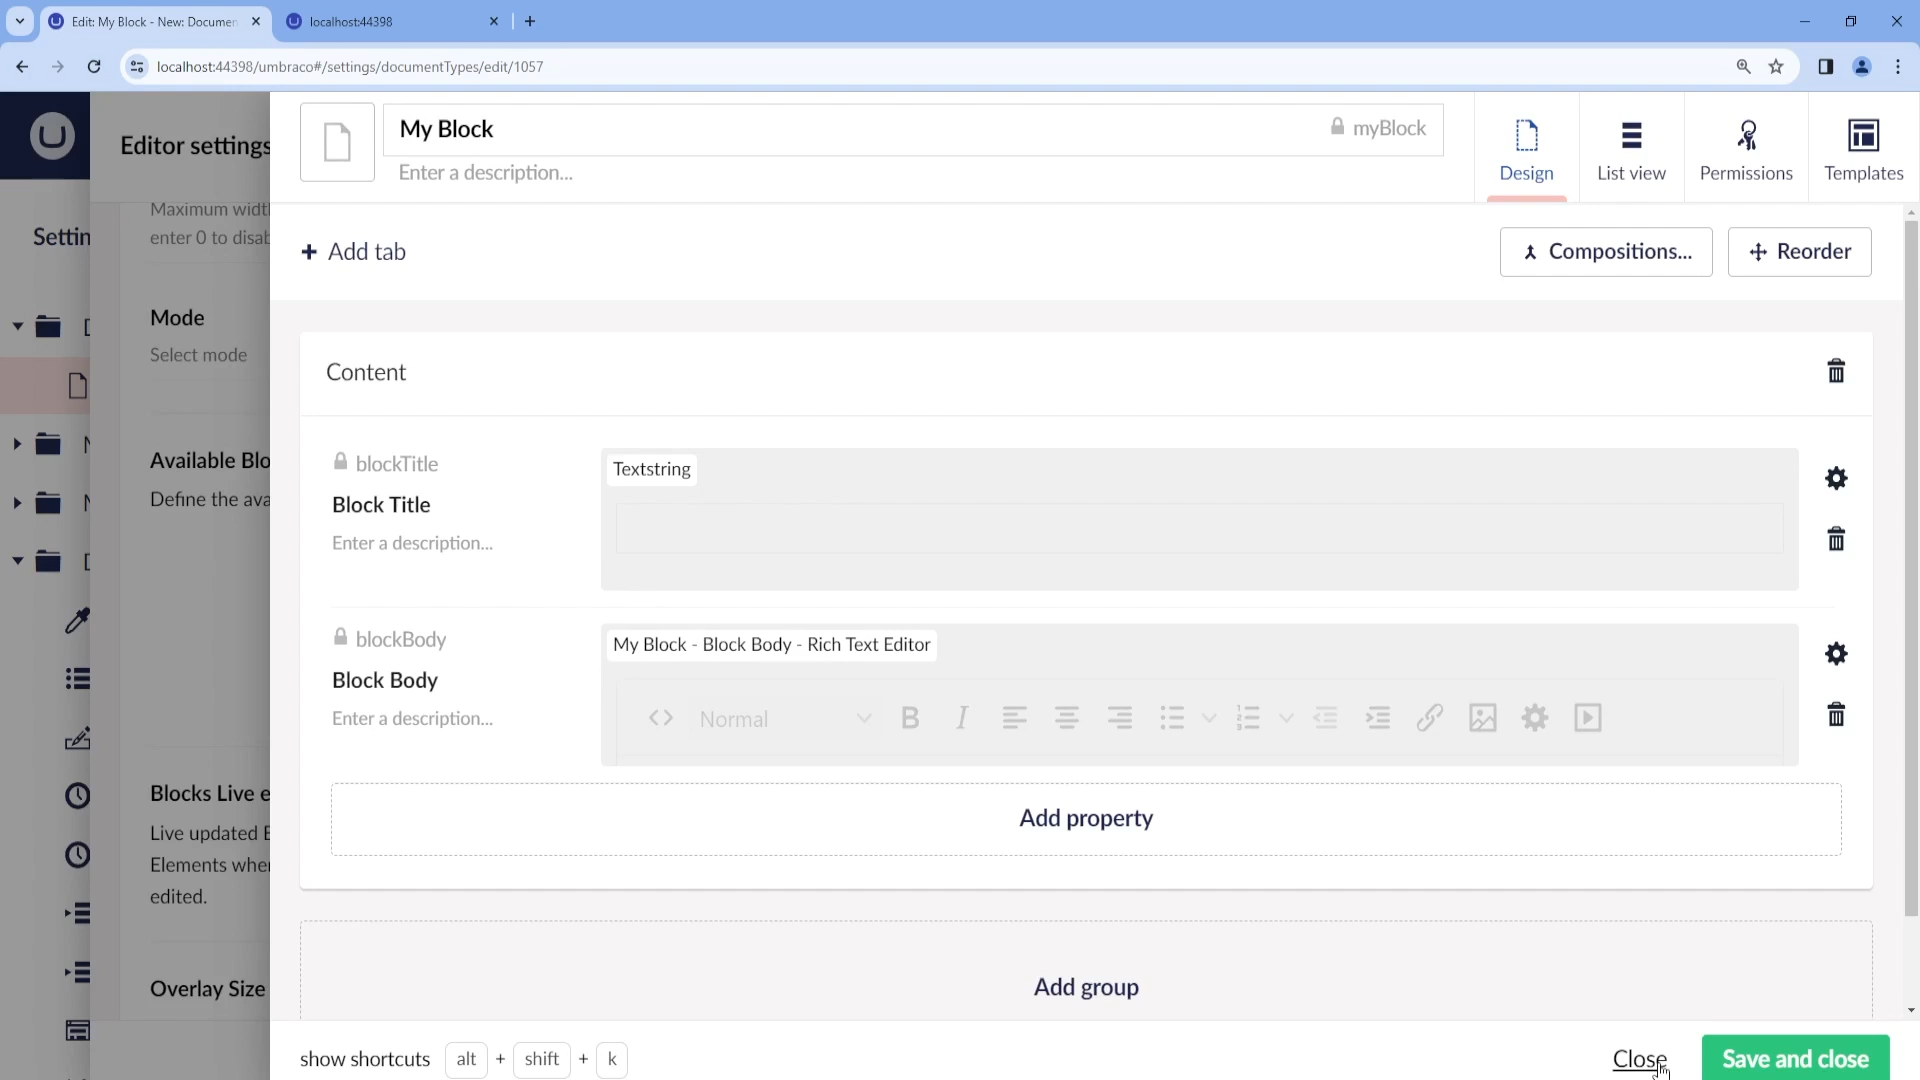 Edit: My Block - New: Documen
localhost:44398
localhost:44398/umbraco#/settings/documentTypes/edit/1057
Editor settings
My Block
myBlock
Enter a description...
Design
List view
Permissions
Templates
Settin
Maximum widt
enter 0 to disab
+ Add tab
Compositions...
Reorder
Mode
Select mode
Content
Available Blo
Define the ava
blockTitle
Block Title
Enter a description...
Textstring
blockBody
Block Body
Enter a description...
My Block - Block Body - Rich Text Editor
Normal
B I
Add property
Blocks Live e
Live updated E
Elements whe
edited.
Overlay Size
Add group
show shortcuts alt + shift + k
Close
Save and close